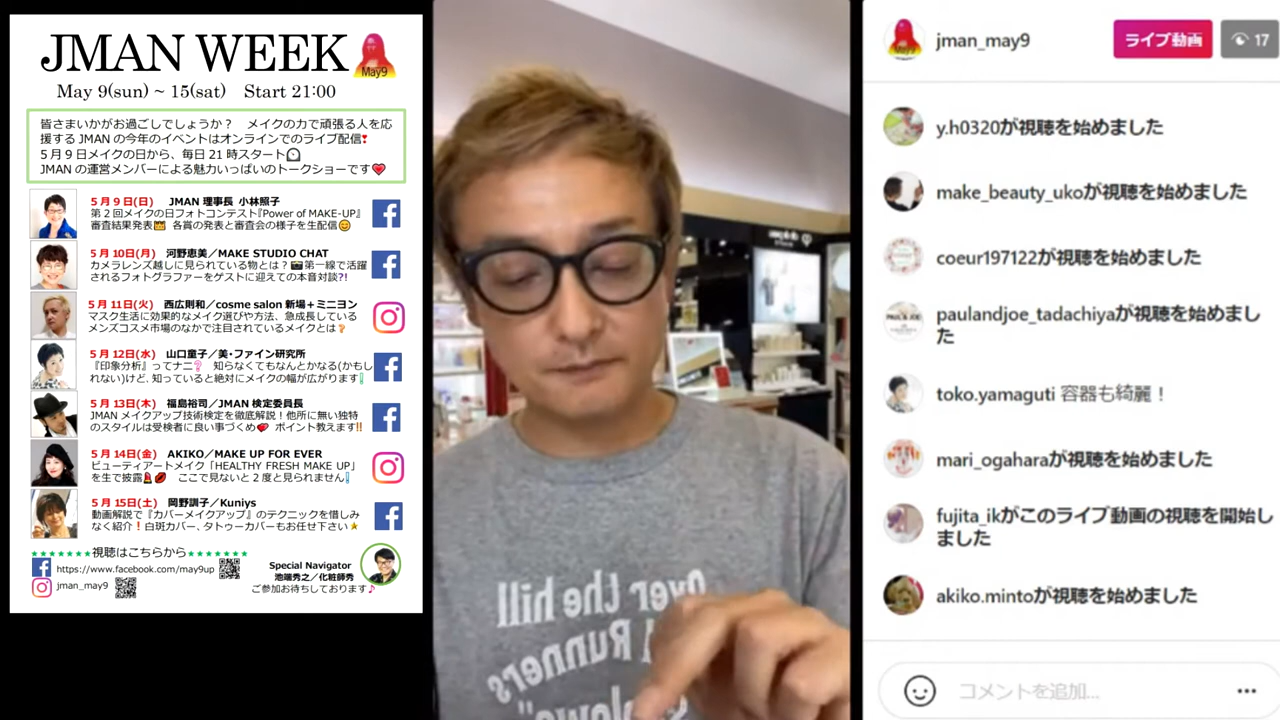 JMAN WEEK
May9
May 9(sun) ~ 15(sat) Start 21:00
皆さまいかがお過ごしでしょうか？ メイクの力で頑張る人を応
援する JMAN の今年のイベントはオンラインでのライブ配信❣
5月9日メイクの日から、毎日21時スタート🕙
JMAN の運営メンバーによる魅力いっぱいのトークショーです💖
5月9日(日) JMAN 理事長 小林照子
第2回メイクの日フォトコンテスト『Power of MAKE-UP』
審査結果発表👑 各賞の発表と審査会の様子を生配信😊
5月10日(月) 河野恵美／MAKE STUDIO CHAT
カメラレンズ越しに見られている物とは？📷第一線で活躍
されるフォトグラファーをゲストに迎えての本音対談?!
5月11日(火) 西広則和／cosme salon 新場＋ミニヨン
マスク生活に効果的なメイク選びや方法、急成長している
メンズコスメ市場のなかで注目されているメイクとは❓
5月12日(水) 山口童子／美・ファイン研究所
『印象分析』ってナニ❓ 知らなくてもなんとかなる(かもし
れない)けど、知っていると絶対にメイクの幅が広がります❕
5月13日(木) 福島裕司／JMAN 検定委員長
JMAN メイクアップ技術検定を徹底解説！他所に無い独特
のスタイルは受検者に良い事づくめ💕 ポイント教えます‼
5月14日(金) AKIKO／MAKE UP FOR EVER
ビューティアートメイク「HEALTHY FRESH MAKE UP」
を生で披露💄💋 ここで見ないと2度と見られません❕
5月15日(土) 岡野訓子／Kuniys
動画解説で『カバーメイクアップ』のテクニックを惜しみ
なく紹介❗白斑カバー、タトゥーカバーもお任せ下さい★
★★★★★★★視聴はこちらから★★★★★★★
https://www.facebook.com/may9up
jman_may9
Special Navigator
池端秀之／化粧師秀
ご参加お待ちしております♪
Over the hill
Runners
jman_may9
ライブ動画
17
y.h0320が視聴を始めました
make_beauty_ukoが視聴を始めました
coeur197122が視聴を始めました
paulandjoe_tadachiyaが視聴を始めまし
た
toko.yamaguti 容器も綺麗！
mari_ogaharaが視聴を始めました
fujita_ikがこのライブ動画の視聴を開始し
ました
akiko.mintoが視聴を始めました
コメントを追加...